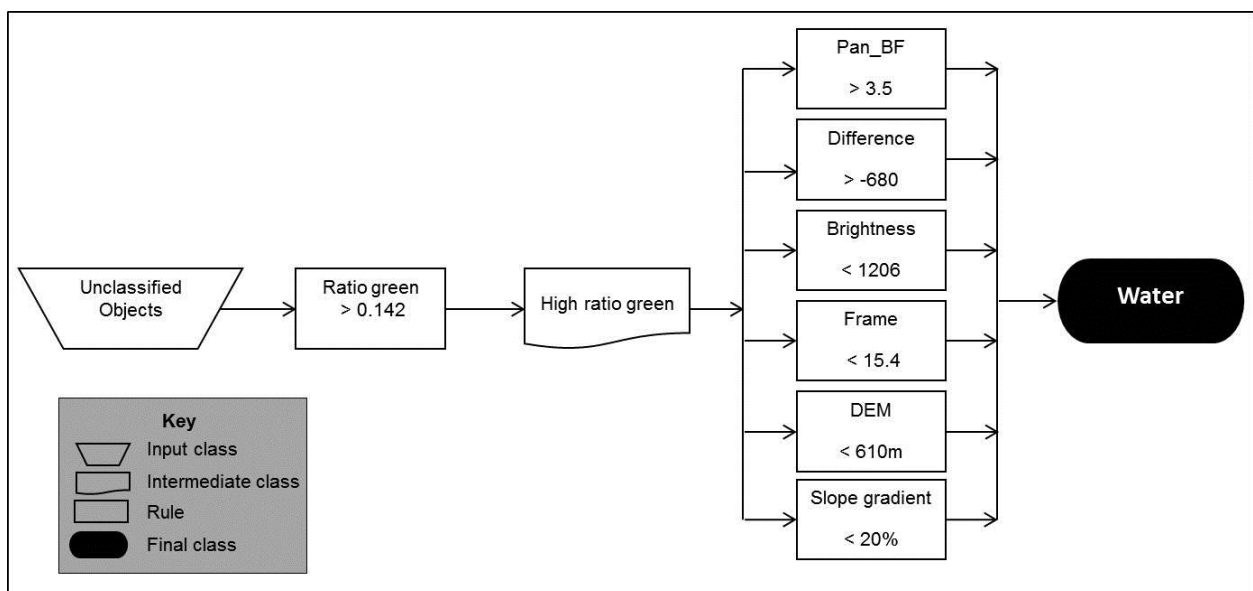 Unclassified
Objects
Ratio green
> 0.142
High ratio green
Pan_BF
> 3.5
Difference
> -680
Brightness
< 1206
Frame
< 15.4
DEM
< 610m
Slope gradient
< 20%
Water
Key
Input class
Intermediate class
Rule
Final class